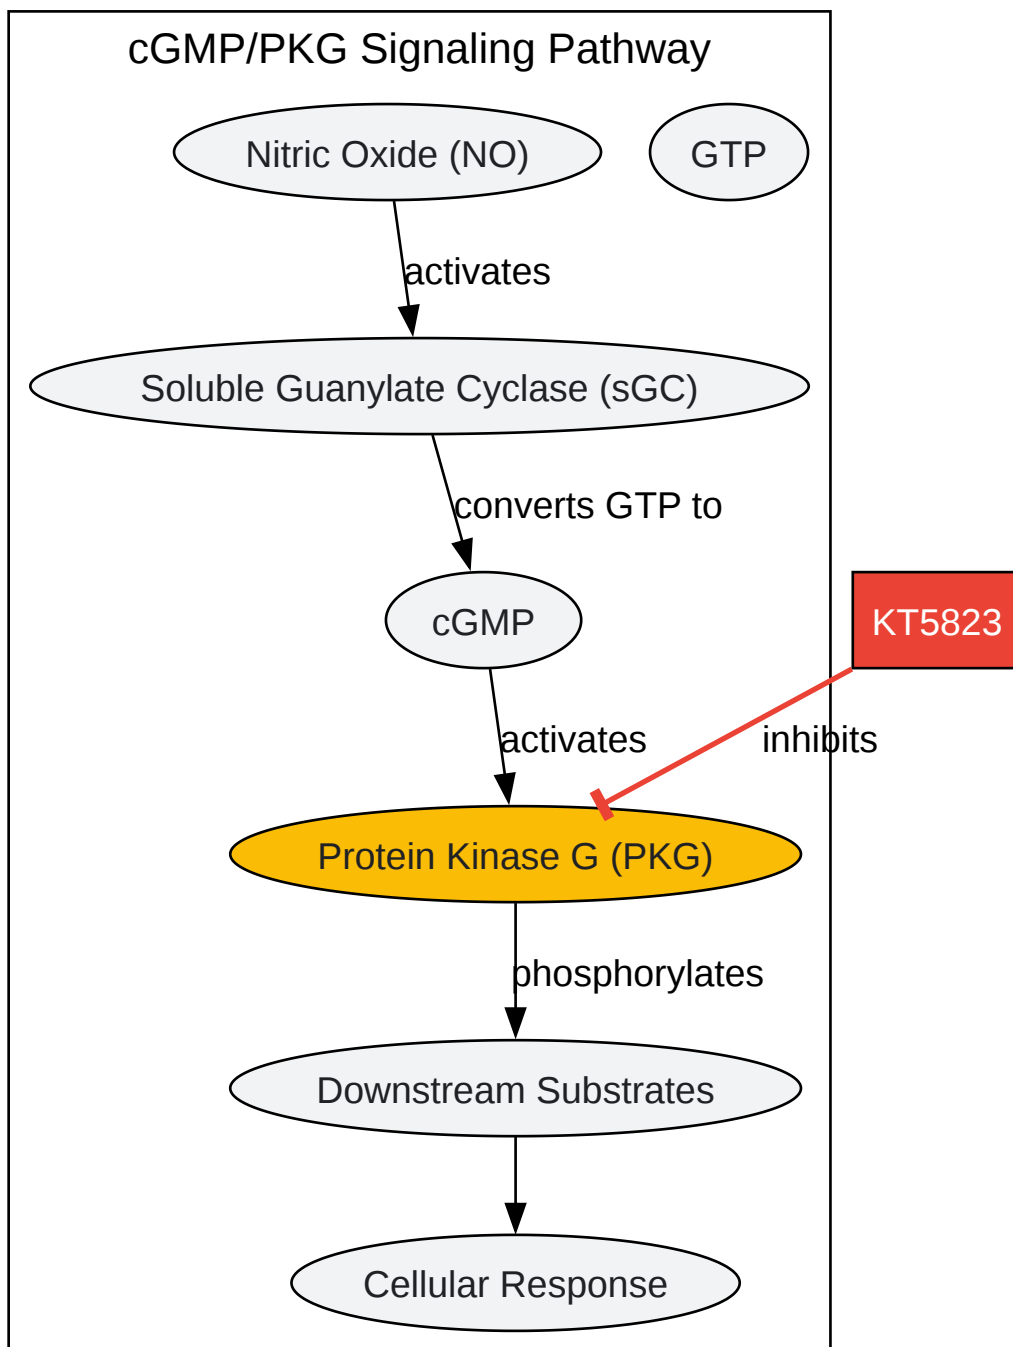 cGMP/PKG Signaling Pathway
Nitric Oxide (NO)
GTP
activates
Soluble Guanylate Cyclase (sGC)
converts GTP to
cGMP
KT5823
activates
inhibits
Protein Kinase G (PKG)
phosphorylates
Downstream Substrates
Cellular Response